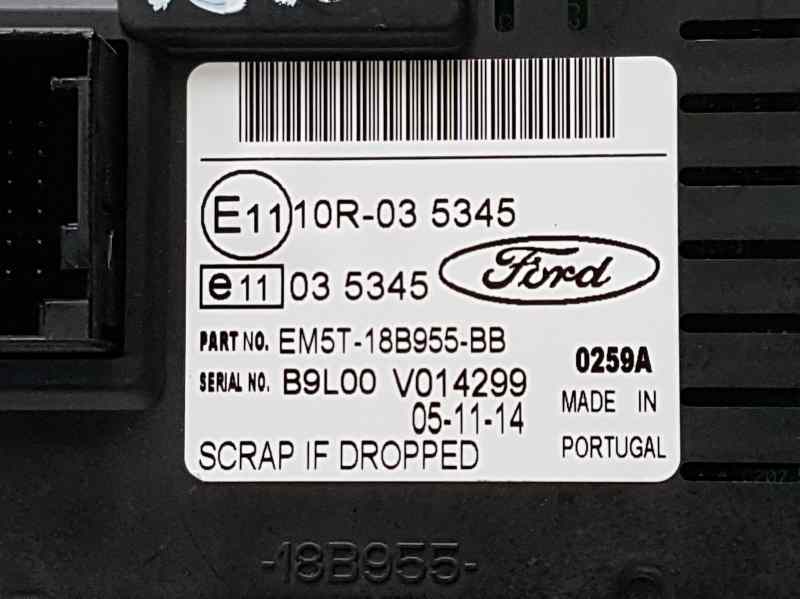 E11 10R-03 5345
e11 03 5345
Ford
PART NO. EM5T-18B955-BB
0259A
SERIAL NO. B9L00 V014299
MADE IN
05-11-14
PORTUGAL
SCRAP IF DROPPED
-18B955-